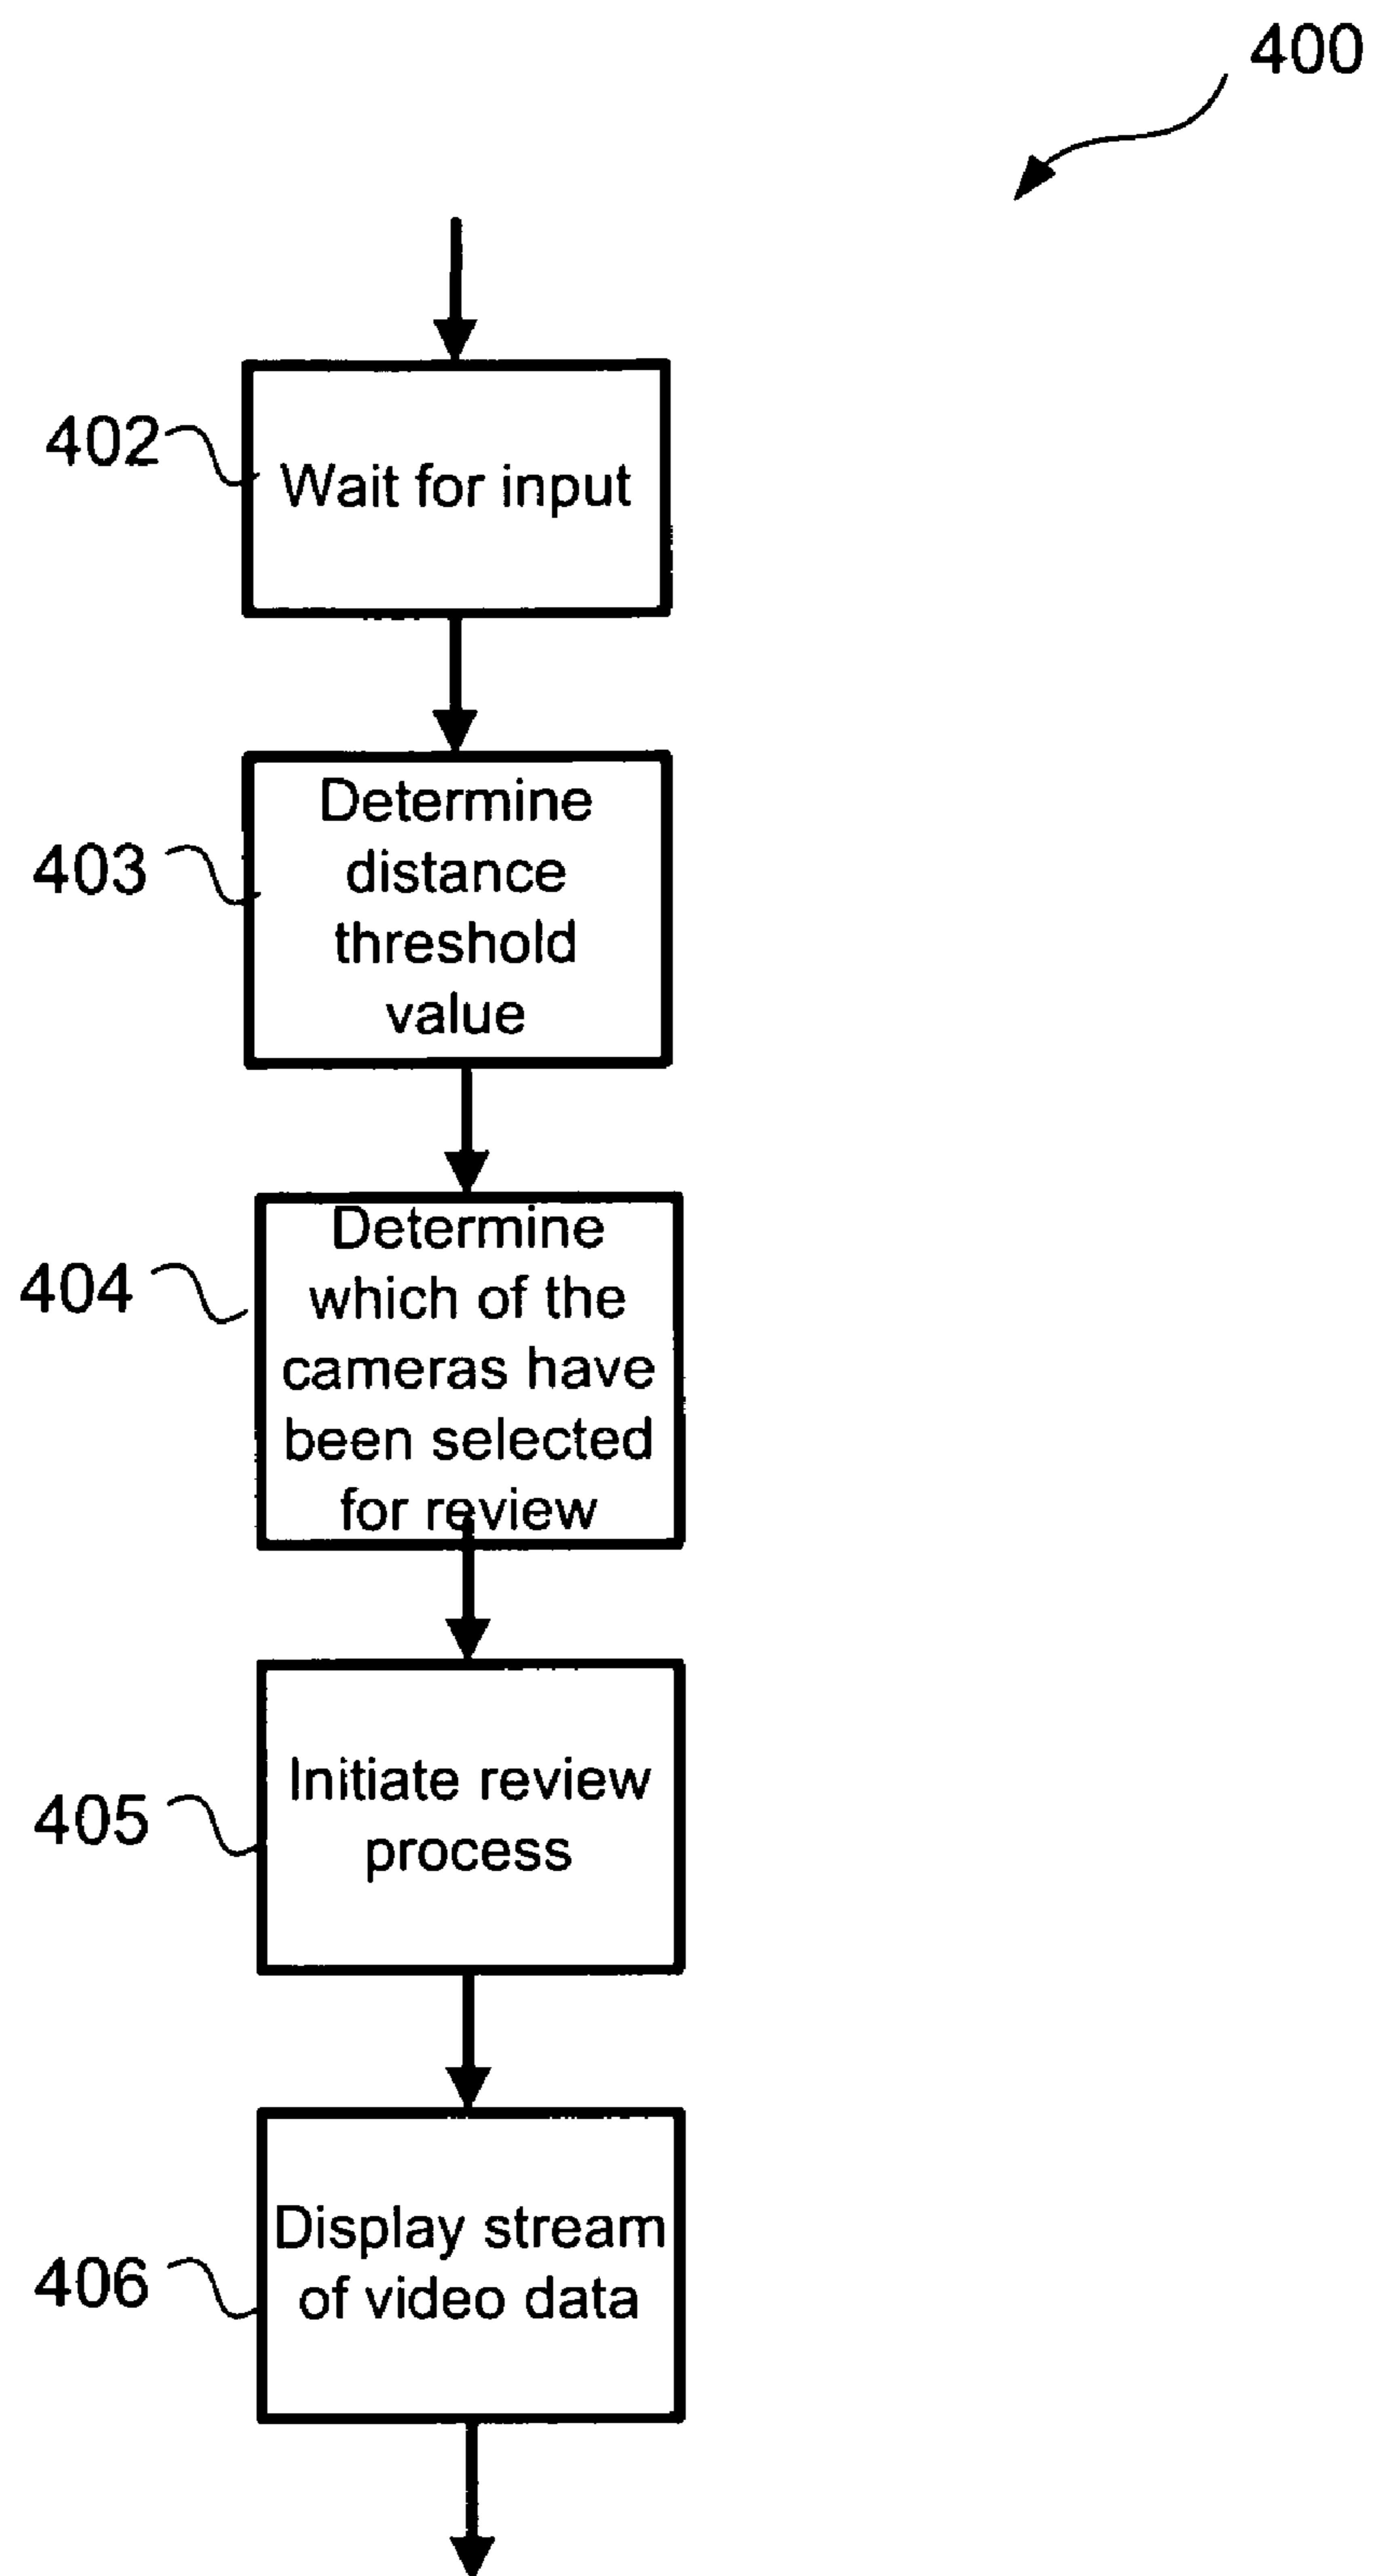 400
402
Wait for input
403
Determine
distance
threshold
value
404
Determine
which of the
cameras have
been selected
for review
405
Initiate review
process
406
Display stream
of video data